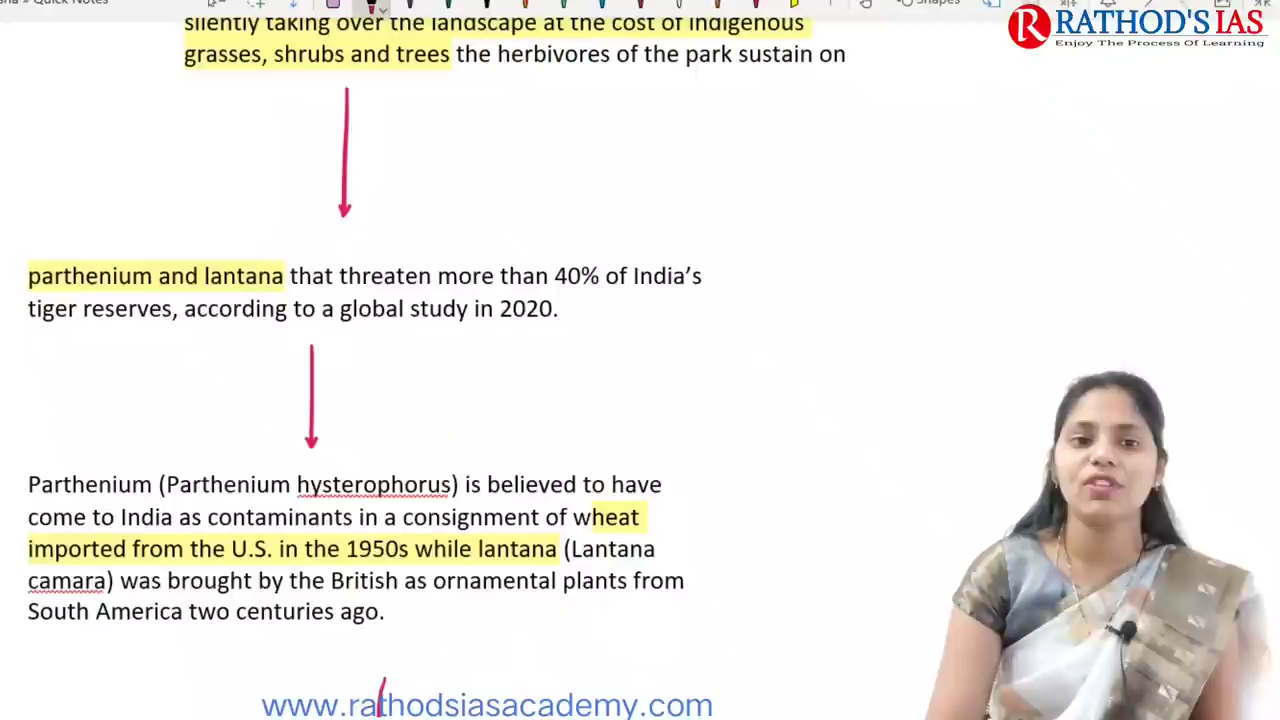 Quick Notes
Shapes
RATHOD'S IAS
Enjoy The Process Of Learning
silently taking over the landscape at the cost of indigenous
grasses, shrubs and trees the herbivores of the park sustain on
parthenium and lantana that threaten more than 40% of India's
tiger reserves, according to a global study in 2020.
Parthenium (Parthenium hysterophorus) is believed to have
come to India as contaminants in a consignment of wheat
imported from the U.S. in the 1950s while lantana (Lantana
camara) was brought by the British as ornamental plants from
South America two centuries ago.
www.rathodsiasacademy.com